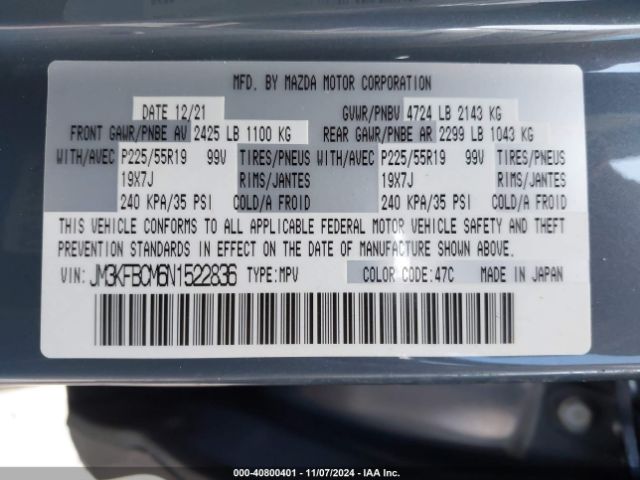 MFD. BY MAZDA MOTOR CORPORATION
DATE 12/21 GVWR/PNBV 4724 LB 2143 KG
FRONT GAWR/PNBE AV 2425 LB 1100 KG REAR GAWR/PNBE AR 2299 LB 1043 KG
WITH/AVEC P225/55R19 99V TIRES/PNEUS WITH/AVEC P225/55R19 99V TIRES/PNEUS
19X7J RIMS/JANTES 19X7J RIMS/JANTES
240 KPA/35 PSI COLD/A FROID 240 KPA/35 PSI COLD/A FROID
THIS VEHICLE CONFORMS TO ALL APPLICABLE FEDERAL MOTOR VEHICLE SAFETY AND THEFT
PREVENTION STANDARDS IN EFFECT ON THE DATE OF MANUFACTURE SHOWN ABOVE.
VIN: JM3KFBCM6N1522836 TYPE:MPV COLOR CODE:47C MADE IN JAPAN
000-40800401 - 11/07/2024 - IAA Inc.